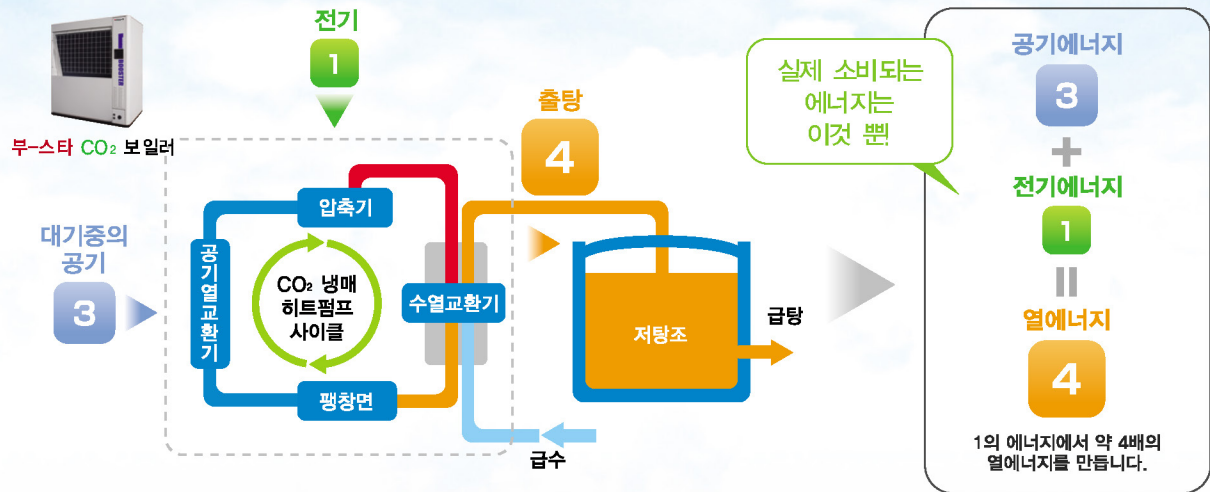 부-스타 CO₂ 보일러
전기
1
대기중의
공기
3
압축기
공기열교환기
CO₂ 냉매
히트펌프
사이클
수열교환기
팽창면
급수
출탕
4
저탕조
급탕
실제 소비되는
에너지는
이것 뿐!
공기에너지
3
+
전기에너지
1
=
열에너지
4
1의 에너지에서 약 4배의
열에너지를 만듭니다.